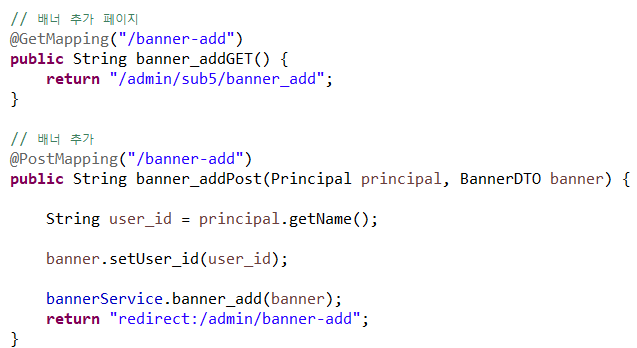 // 배너 추가 페이지
@GetMapping("/banner-add")
public String banner_addGET() {
    return "/admin/sub5/banner_add";
}
// 배너 추가
@PostMapping("/banner-add")
public String banner_addPost(Principal principal, BannerDTO banner) {
    String user_id = principal.getName();
    banner.setUser_id(user_id);
    bannerService.banner_add(banner);
    return "redirect:/admin/banner-add";
}